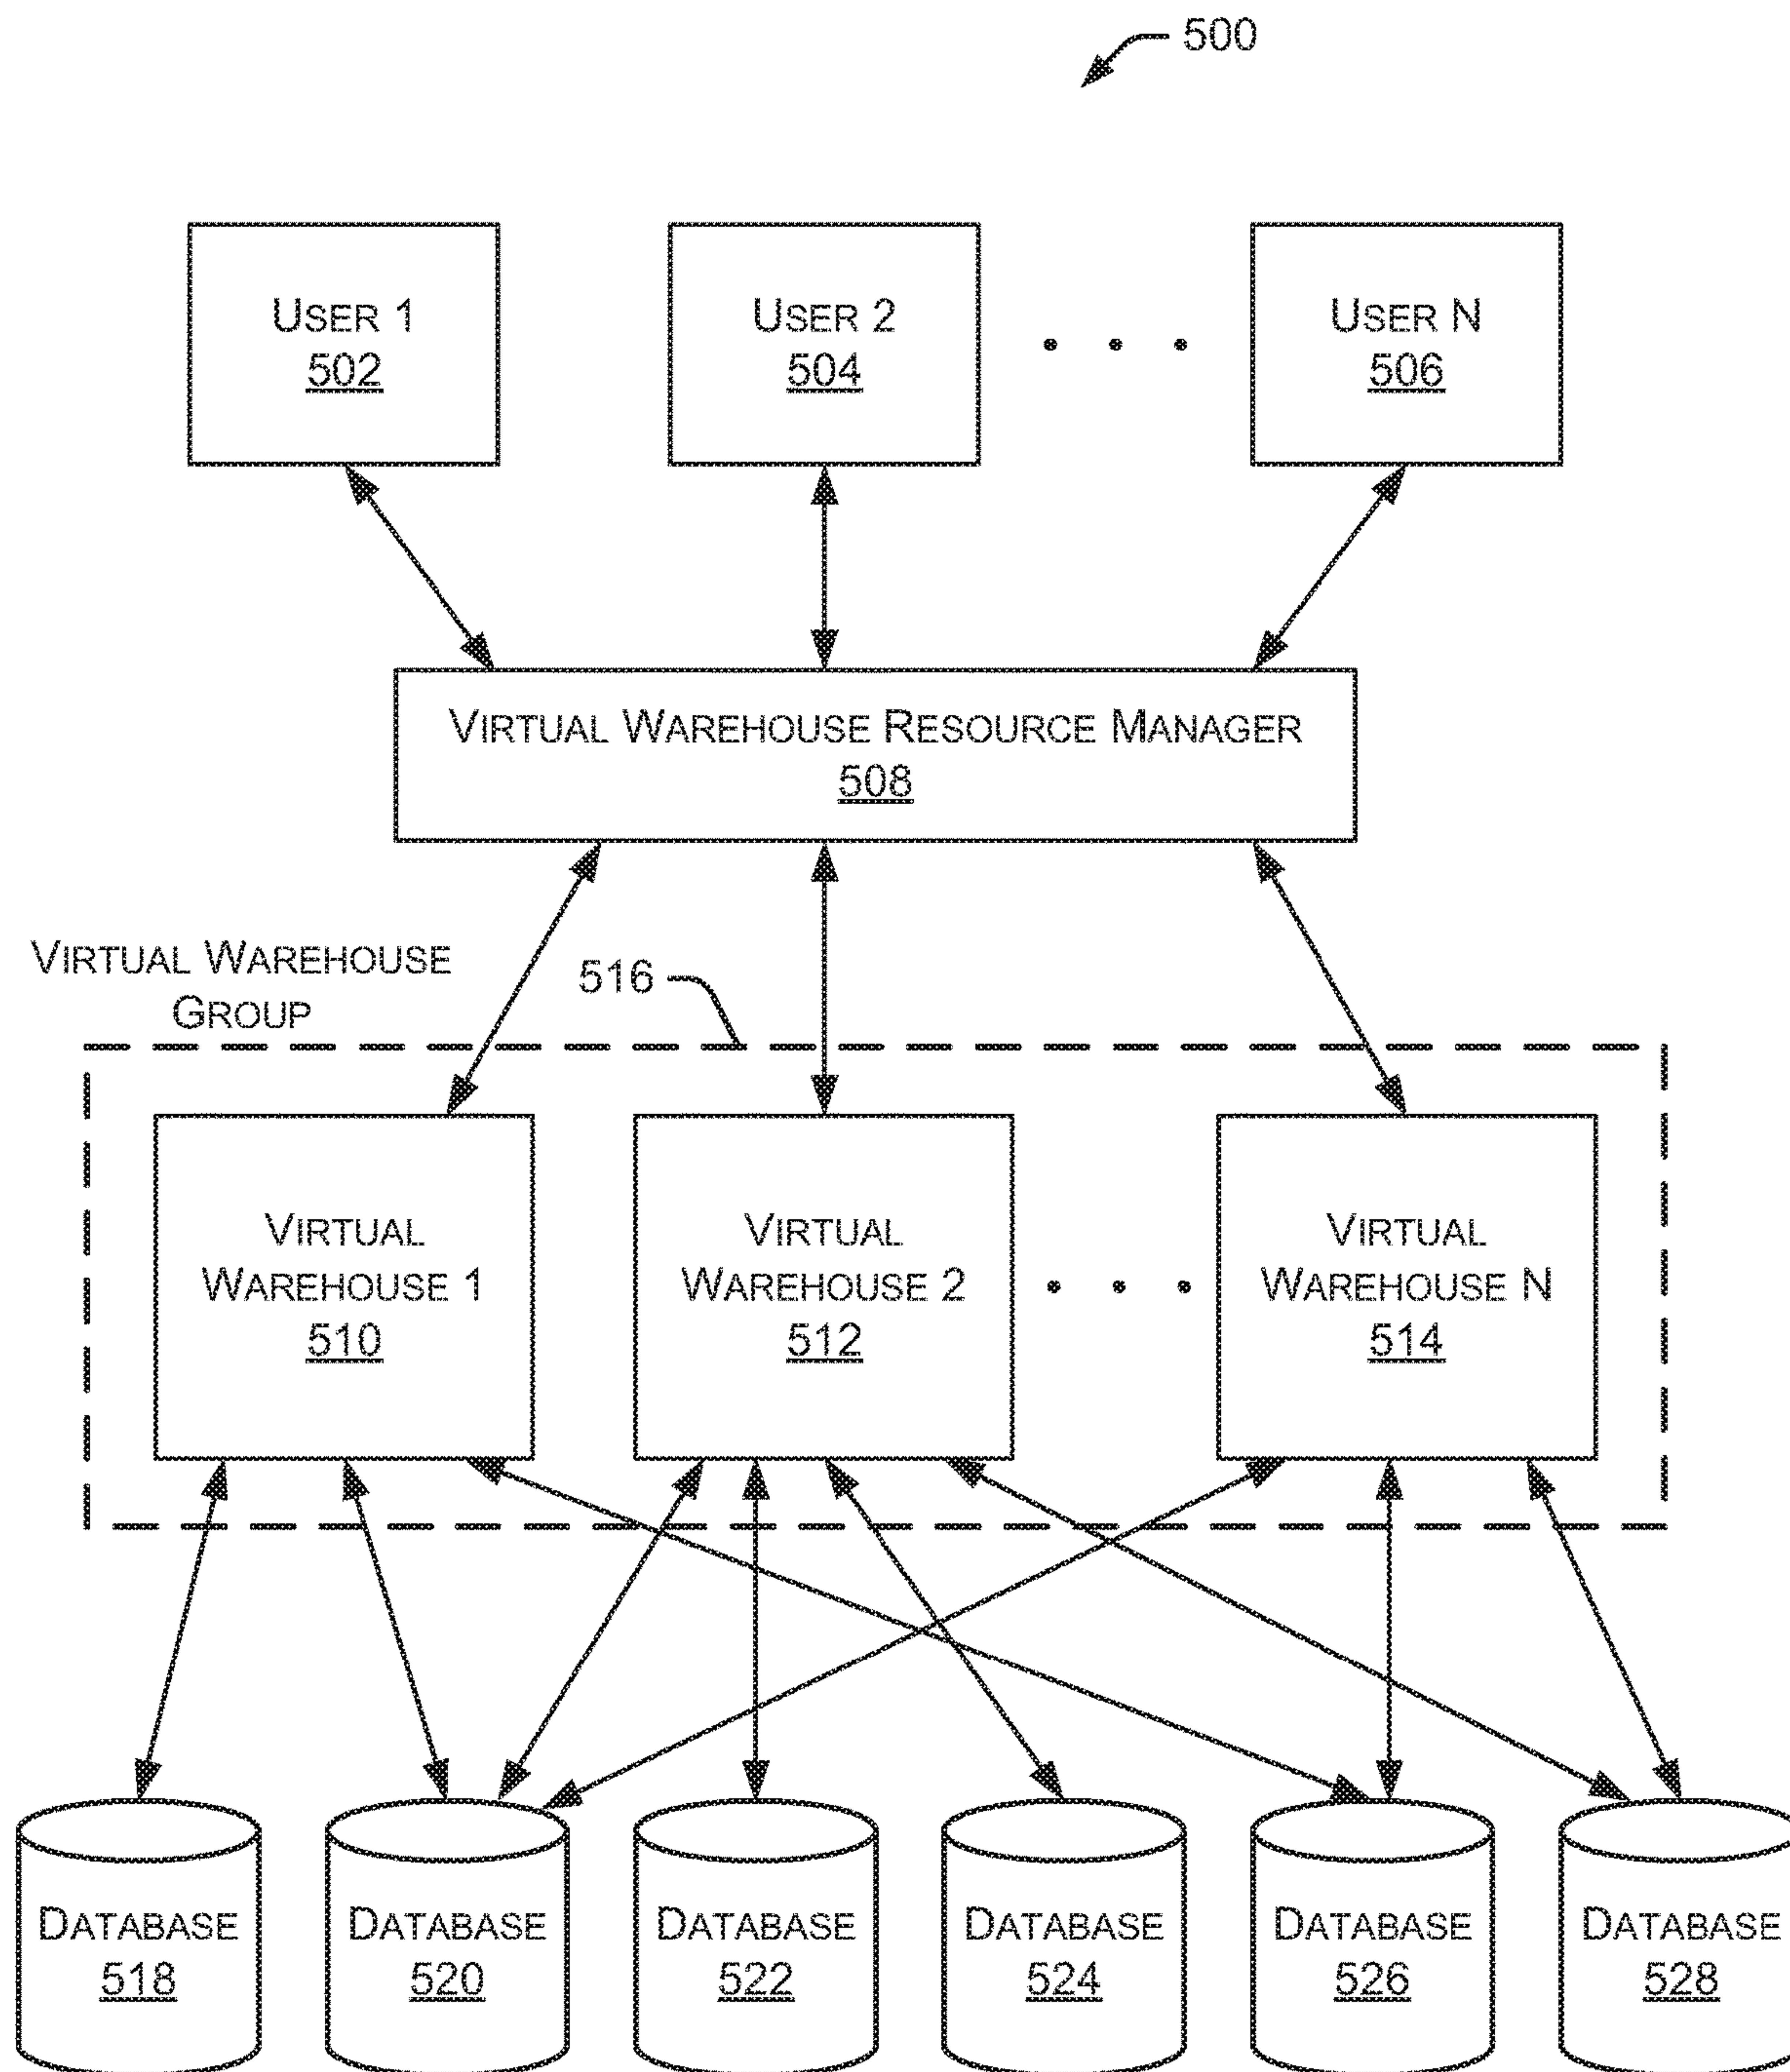 500
USER 1
502
USER 2
504
USER N
506
VIRTUAL WAREHOUSE RESOURCE MANAGER
508
VIRTUAL WAREHOUSE
GROUP
516
VIRTUAL
WAREHOUSE 1
510
VIRTUAL
WAREHOUSE 2
512
VIRTUAL
WAREHOUSE N
514
DATABASE
518
DATABASE
520
DATABASE
522
DATABASE
524
DATABASE
526
DATABASE
528